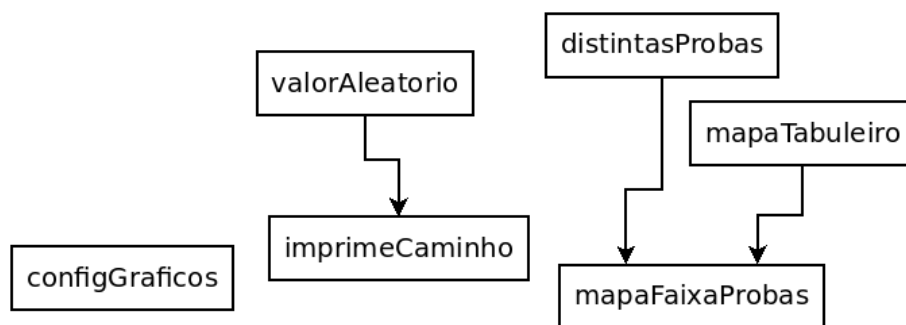 distintasProbas
valorAleatorio
mapaTabuleiro
imprimeCaminho
configGraficos
mapaFaixaProbas